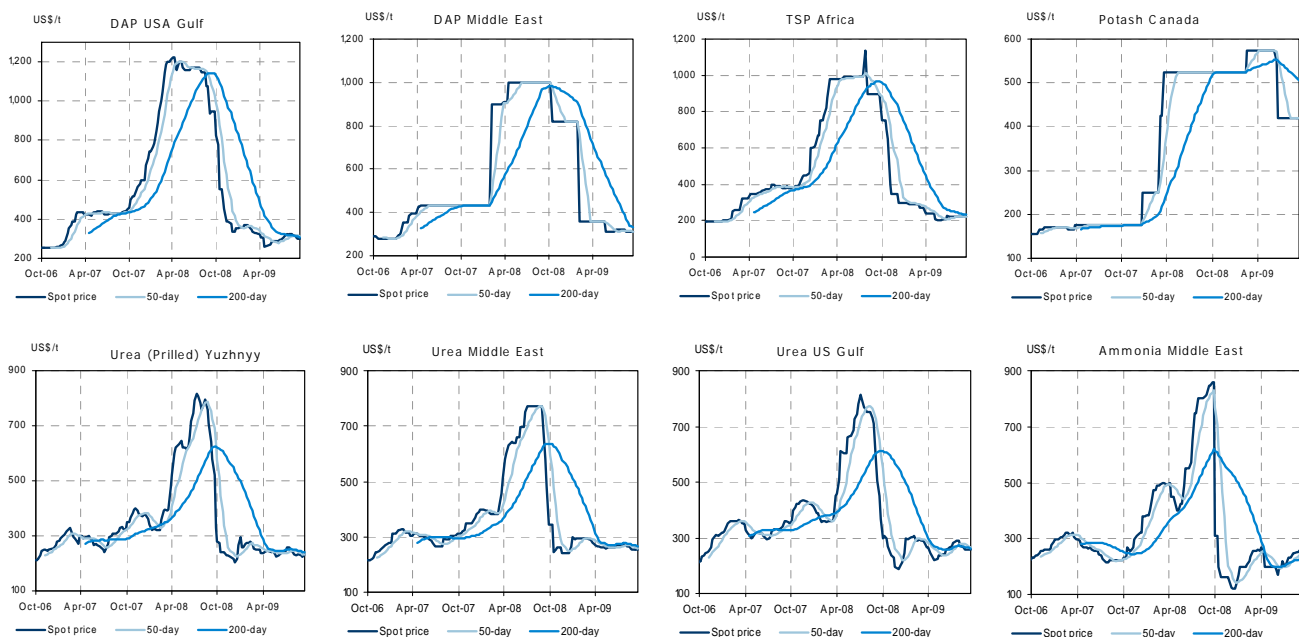 US$/t
DAP USA Gulf
1200
1000
800
600
400
200
Oct-06 Apr-07 Oct-07 Apr-08 Oct-08 Apr-09
Spot price 50-day 200-day
US$/t
DAP Middle East
1,200
1,000
800
600
400
200
Oct-06 Apr-07 Oct-07 Apr-08 Oct-08 Apr-09
Spot price 50-day 200-day
US$/t
TSP Africa
1200
1000
800
600
400
200
0
Oct-06 Apr-07 Oct-07 Apr-08 Oct-08 Apr-09
Spot price 50-day 200-day
US$/t
Potash Canada
600
500
400
300
200
100
Oct-06 Apr-07 Oct-07 Apr-08 Oct-08 Apr-09
Spot price 50-day 200-day
US$/t
Urea (Prilled) Yuzhnyy
900
700
500
300
100
Oct-06 Apr-07 Oct-07 Apr-08 Oct-08 Apr-09
Spot price 50-day 200-day
US$/t
Urea Middle East
900
700
500
300
100
Oct-06 Apr-07 Oct-07 Apr-08 Oct-08 Apr-09
Spot price 50-day 200-day
US$/t
Urea US Gulf
900
700
500
300
100
Oct-06 Apr-07 Oct-07 Apr-08 Oct-08 Apr-09
Spot price 50-day 200-day
US$/t
Ammonia Middle East
900
700
500
300
100
Oct-06 Apr-07 Oct-07 Apr-08 Oct-08 Apr-09
Spot price 50-day 200-day